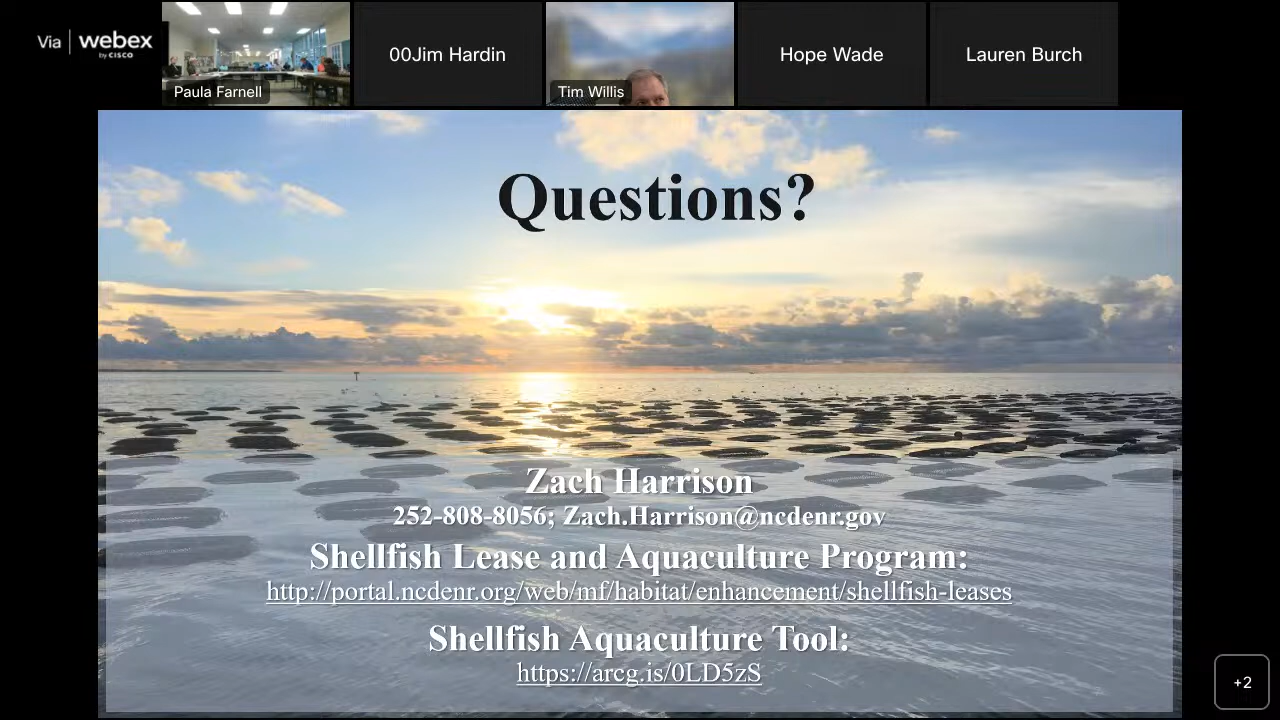 Via webex
by CISCO
Paula Farnell
00Jim Hardin
Tim Willis
Hope Wade
Lauren Burch
Questions?
Zach Harrison
252-808-8056; Zach.Harrison@ncdenr.gov
Shellfish Lease and Aquaculture Program:
http://portal.ncdenr.org/web/mf/habitat/enhancement/shellfish-leases
Shellfish Aquaculture Tool:
https://arcg.is/0LD5zS
+2